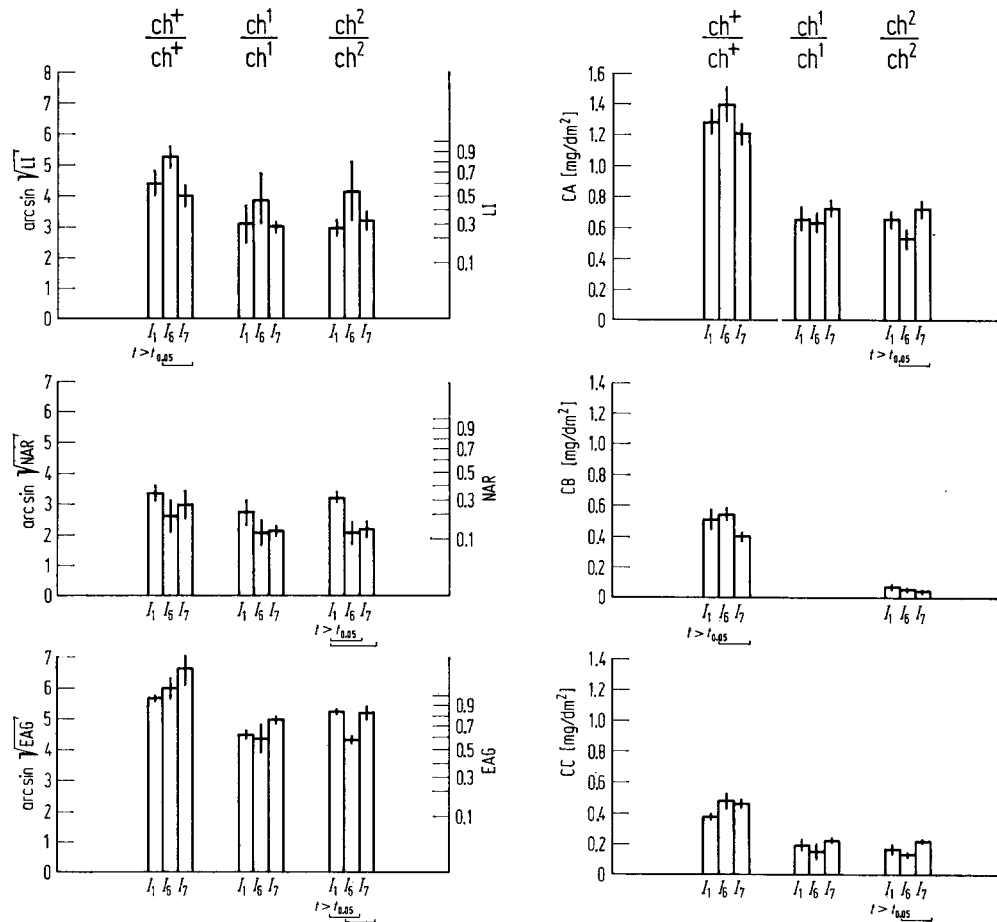 ch⁺/ch⁺ ch¹/ch¹ ch²/ch²
8
7
6
5
4
3
2
1
0
arc sin √LI
0.9
0.7
0.5
0.3
0.1
LI
I₁ I₆ I₇ I₁ I₆ I₇ I₁ I₆ I₇
t > t₀.₀₅
7
6
5
4
3
2
1
0
arc sin √NAR
0.9
0.7
0.5
0.3
0.1
NAR
I₁ I₆ I₇ I₁ I₆ I₇ I₁ I₆ I₇
t > t₀.₀₅
7
6
5
4
3
2
1
0
arc sin √EAG
0.9
0.7
0.5
0.3
0.1
EAG
I₁ I₆ I₇ I₁ I₆ I₇ I₁ I₆ I₇
t > t₀.₀₅
ch⁺/ch⁺ ch¹/ch¹ ch²/ch²
1.6
1.4
1.2
1.0
0.8
0.6
0.4
0.2
0
CA [mg/dm²]
I₁ I₆ I₇ I₁ I₆ I₇ I₁ I₆ I₇
t > t₀.₀₅
1.4
1.2
1.0
0.8
0.6
0.4
0.2
0
CB [mg/dm²]
I₁ I₆ I₇ I₁ I₆ I₇
t > t₀.₀₅
1.4
1.2
1.0
0.8
0.6
0.4
0.2
0
CC [mg/dm²]
I₁ I₆ I₇ I₁ I₆ I₇ I₁ I₆ I₇
t > t₀.₀₅